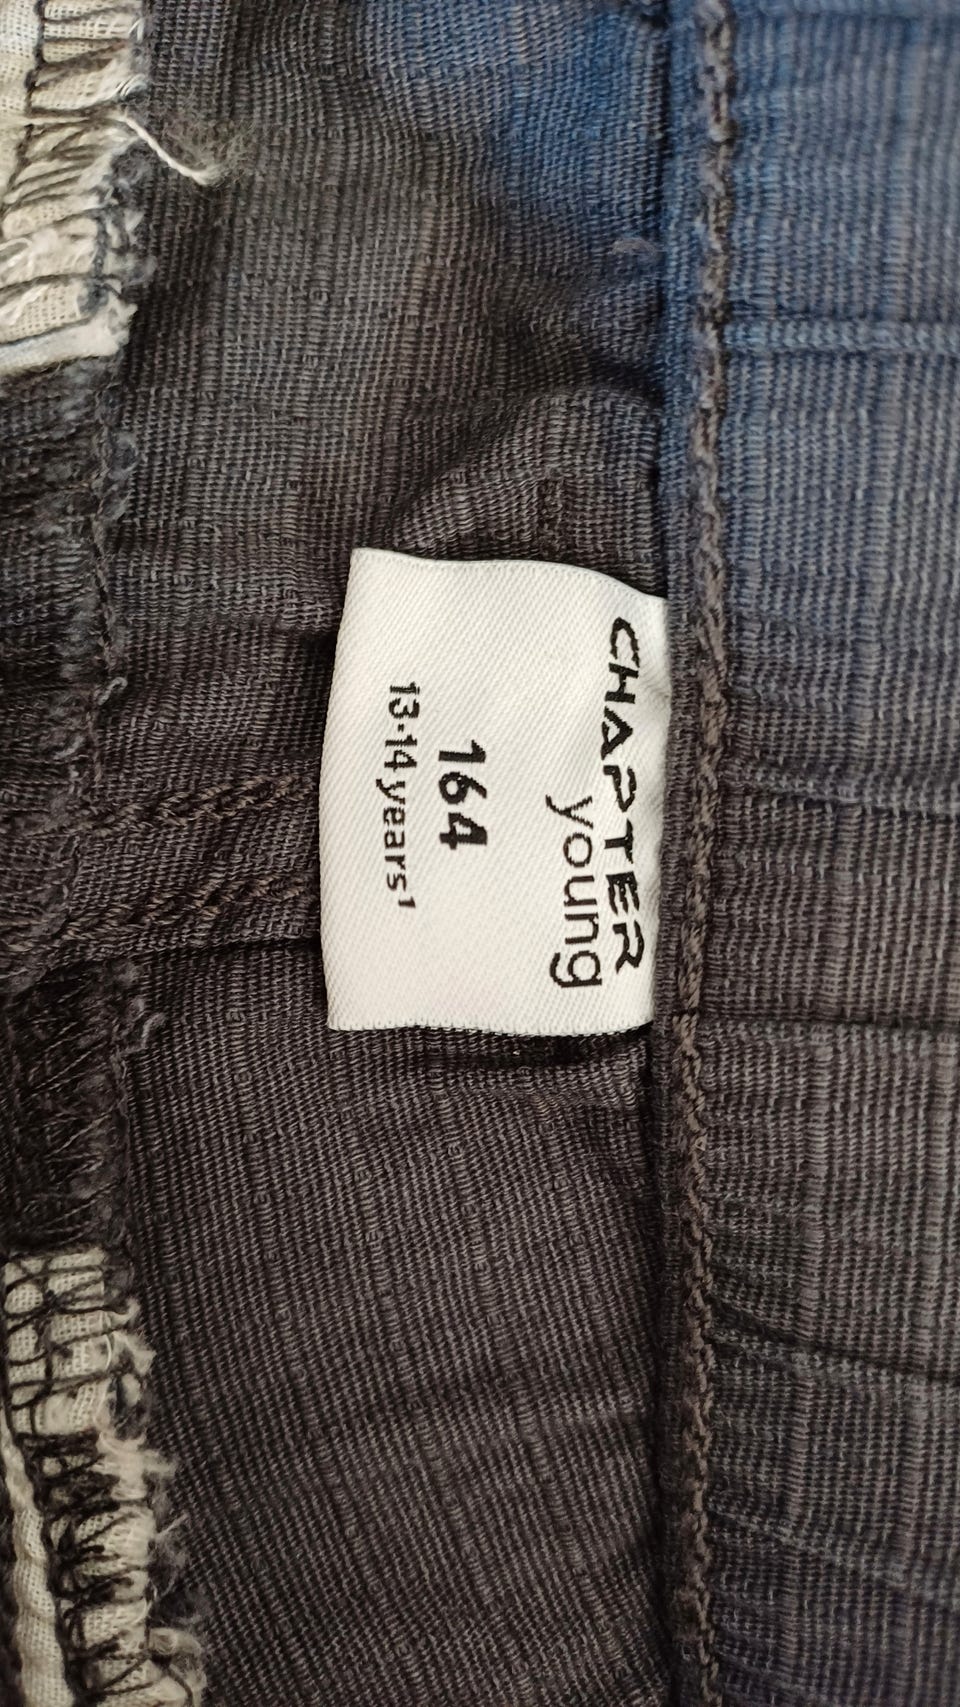 CHAPTER
young
164
13-14 years¹